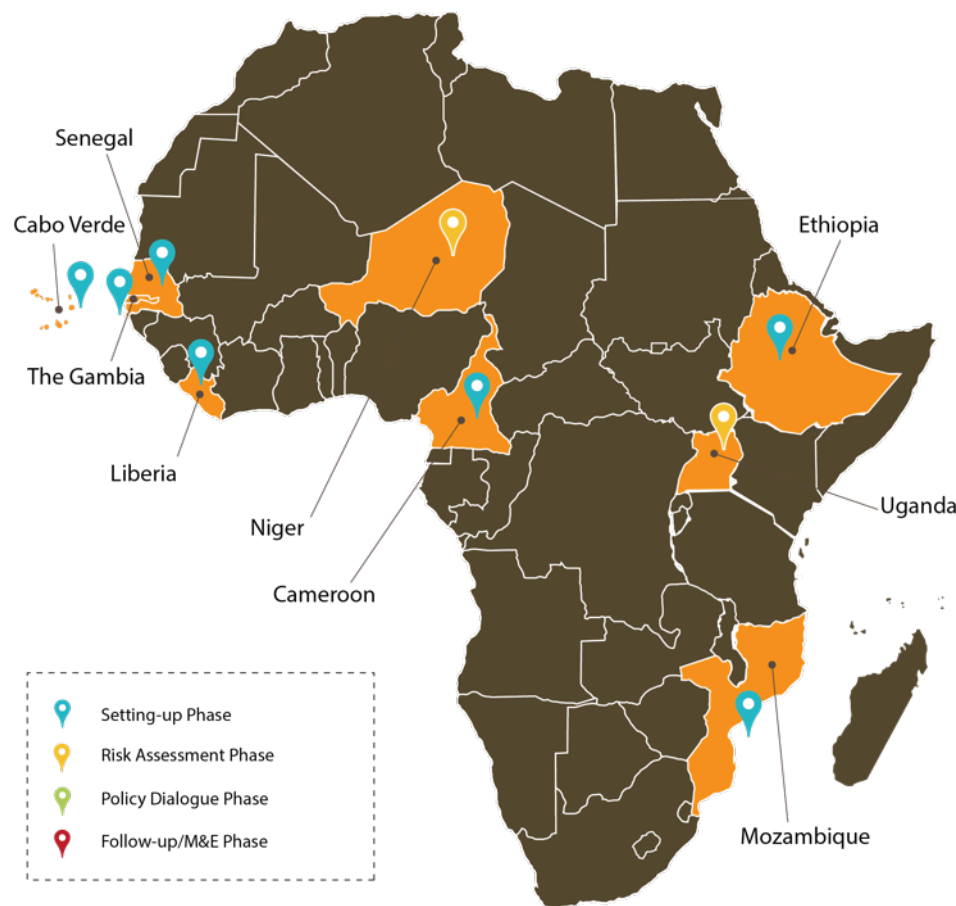 Senegal
Cabo Verde
Ethiopia
The Gambia
Liberia
Uganda
Niger
Cameroon
Setting-up Phase
Risk Assessment Phase
Policy Dialogue Phase
Follow-up/M&E Phase
Mozambique